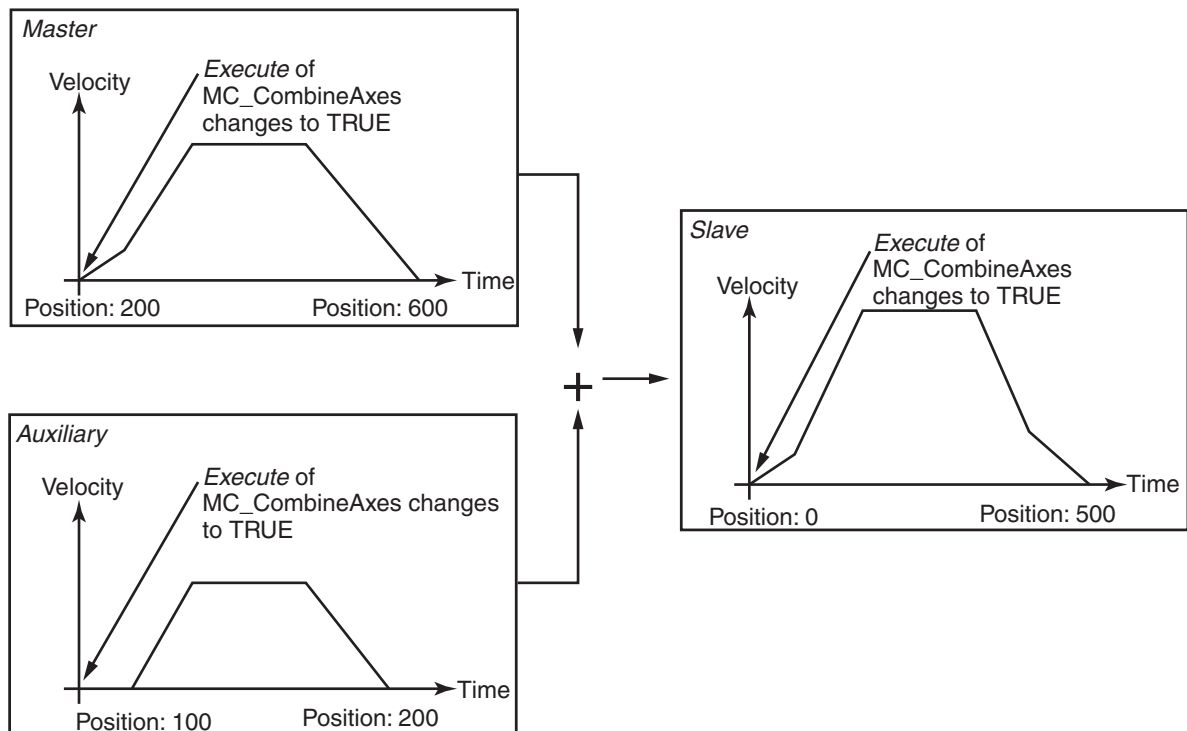 Master
Velocity
Execute of
MC_CombineAxes
changes to TRUE
Time
Position: 200
Position: 600
Slave
Velocity
Execute of
MC_CombineAxes
changes to TRUE
Time
Position: 0
Position: 500
+
Auxiliary
Velocity
Execute of
MC_CombineAxes changes
to TRUE
Time
Position: 100
Position: 200